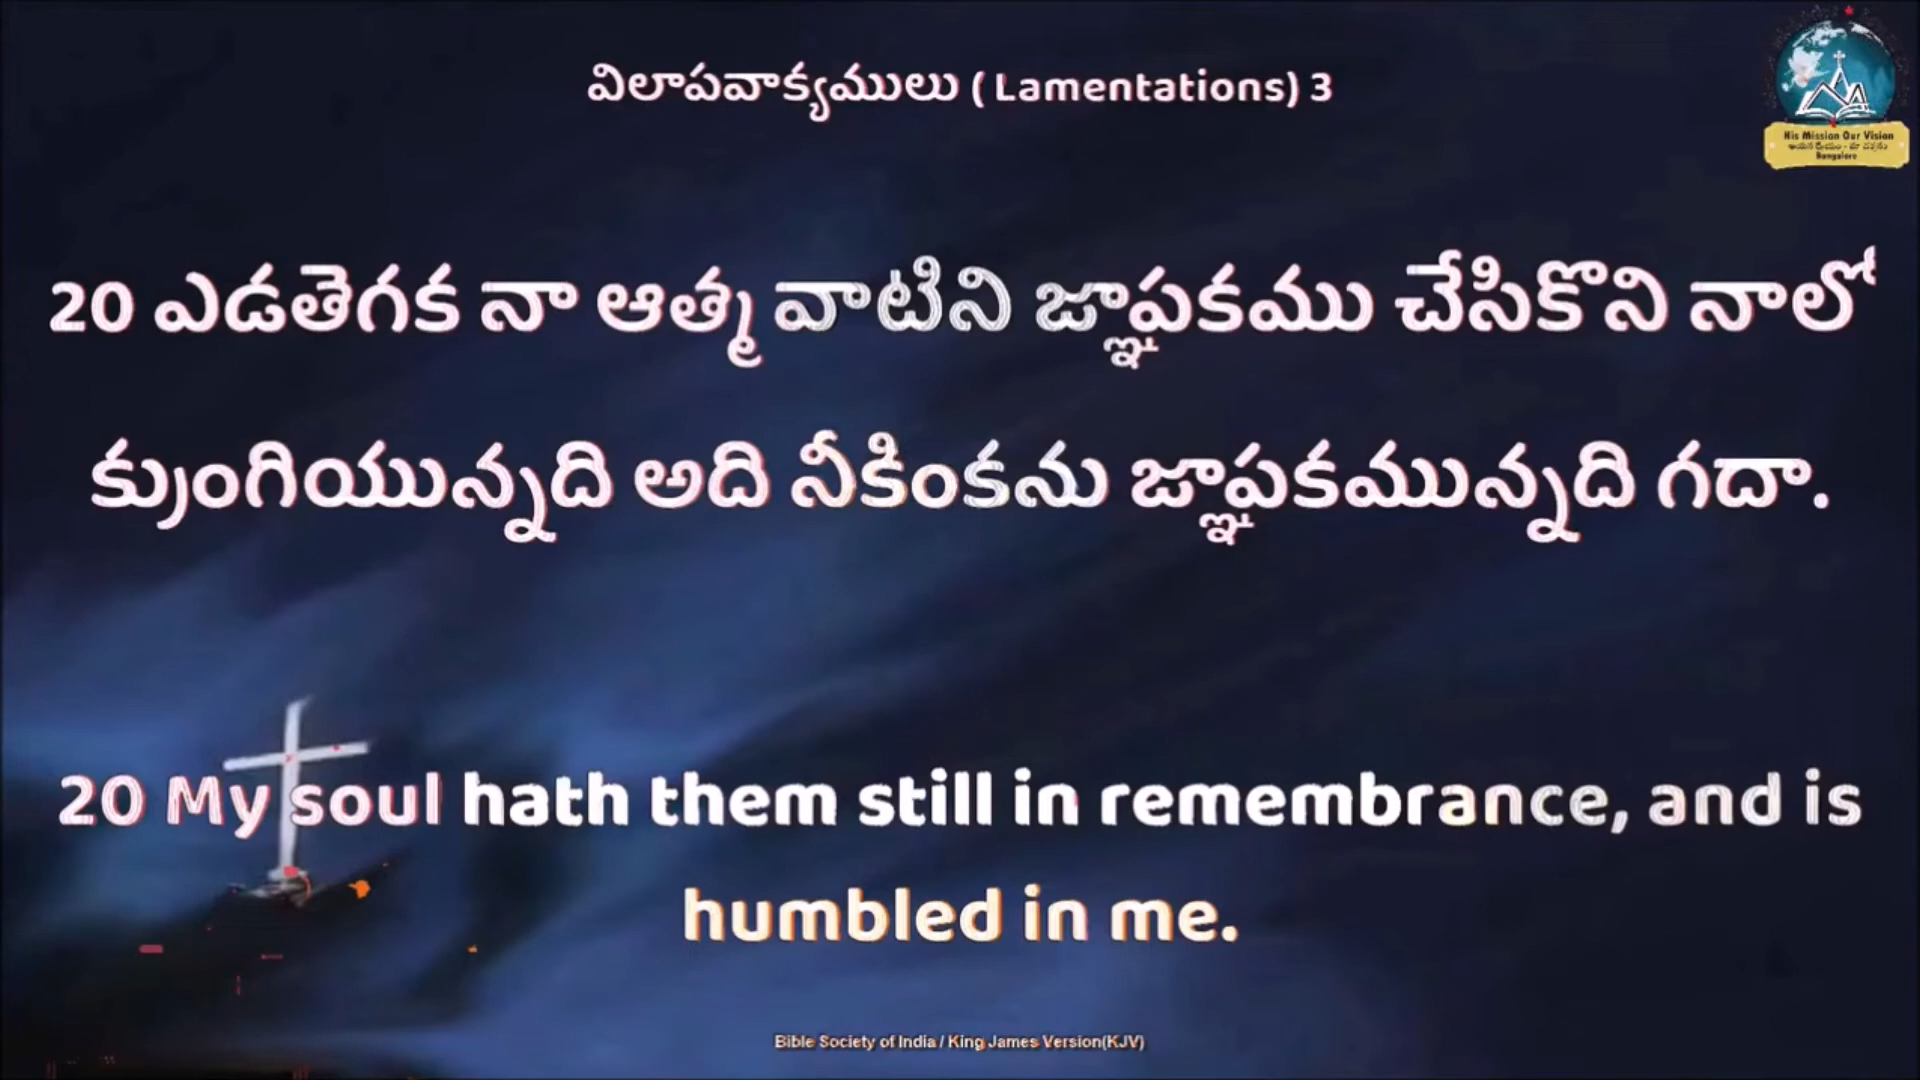 విలాపవాక్యములు ( Lamentations) 3
His Mission Our Vision
Bangalore
20 ఎడతెగక నా ఆత్మ వాటిని జ్ఞాపకము చేసికొని నాలో
క్రుంగియున్నది అది నీకింకను జ్ఞాపకమున్నది గదా.
20 My soul hath them still in remembrance, and is
humbled in me.
Bible Society of India / King James Version(KJV)